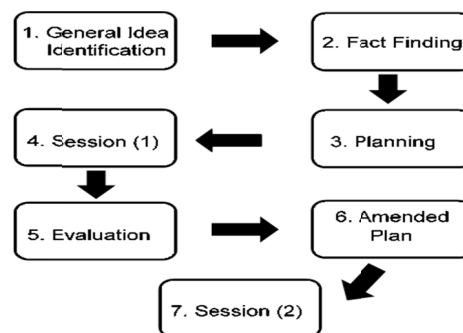 1. General Idea
Identification
2. Fact Finding
3. Planning
4. Session (1)
5. Evaluation
6. Amended
Plan
7. Session (2)